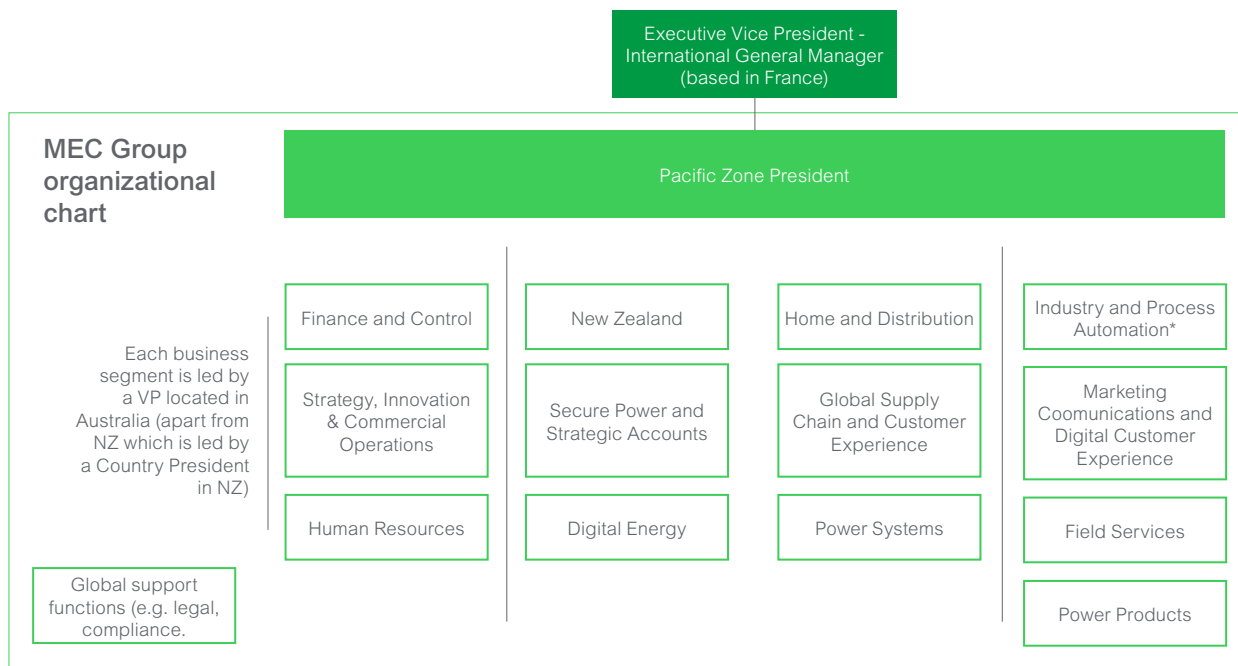 Executive Vice President -
International General Manager
(based in France)
MEC Group
organizational
chart
Pacific Zone President
Each business
segment is led by
a VP located in
Australia (apart from
NZ which is led by
a Country President
in NZ)
Finance and Control
Strategy, Innovation
& Commercial
Operations
Human Resources
New Zealand
Secure Power and
Strategic Accounts
Digital Energy
Home and Distribution
Global Supply
Chain and Customer
Experience
Power Systems
Industry and Process
Automation*
Marketing
Coomunications and
Digital Customer
Experience
Field Services
Power Products
Global support
functions (e.g. legal,
compliance.